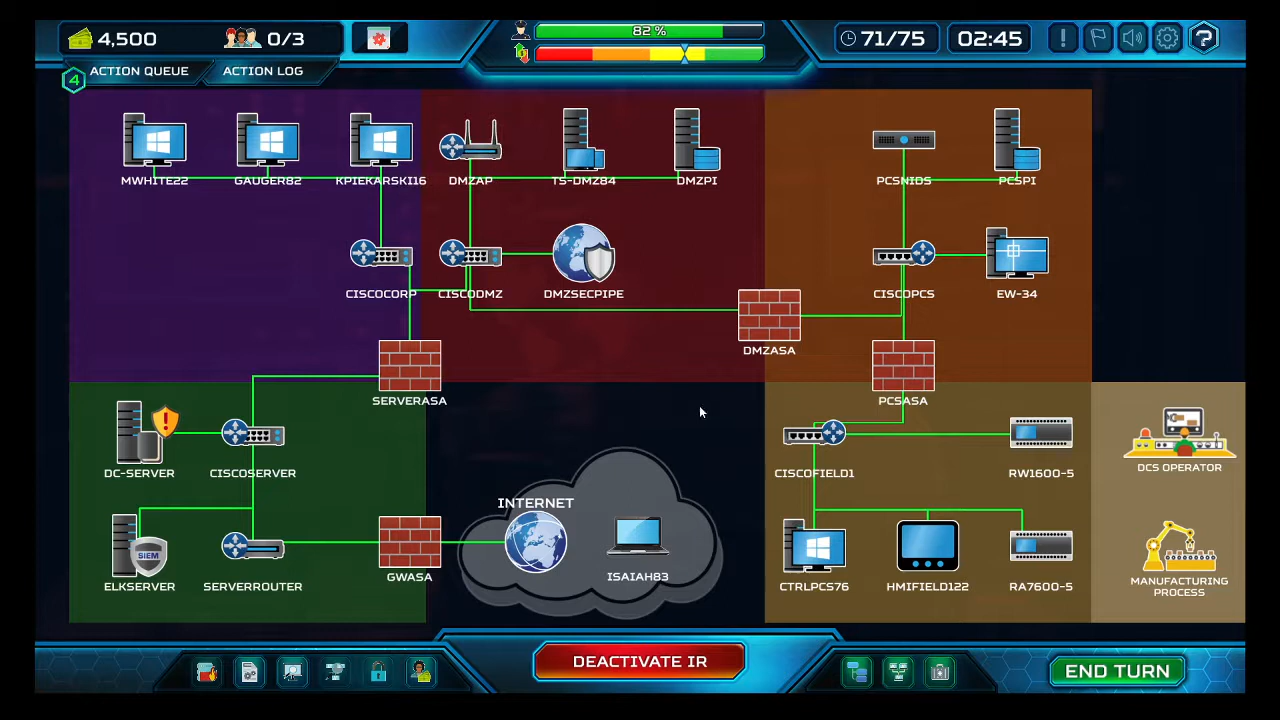 4,500
0/3
82 %
71/75
02:45
!
?
4
ACTION QUEUE
ACTION LOG
MWHITE22
GAUGER82
KPIEKARSKI16
DMZAP
TS-DMZ84
DMZPI
PCSNIDS
PCSPI
CISCOCORP
CISCODMZ
DMZSECPIPE
CISCOPCS
EW-34
DMZASA
SERVERASA
PCSASA
!
DC-SERVER
CISCOSERVER
CISCOFIELD1
RW1600-5
DCS OPERATOR
INTERNET
SIEM
ELKSERVER
SERVERROUTER
GWASA
ISAIAH83
CTRLPCS76
HMIFIELD122
RA7600-5
MANUFACTURING
PROCESS
DEACTIVATE IR
END TURN